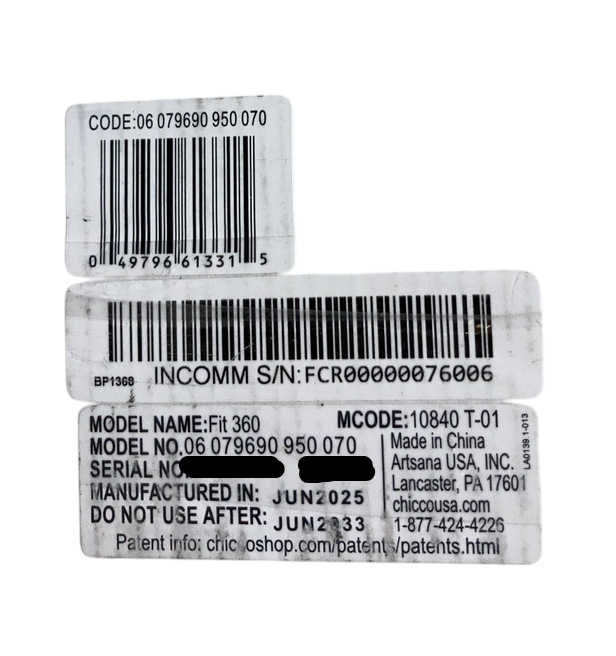 CODE:06 079690 950 070
0 49796 61331 5
BP1368 INCOMM S/N:FCR00000076006
MODEL NAME:Fit 360
MODEL NO.06 079690 950 070
SERIAL NO
MANUFACTURED IN: JUN2025
DO NOT USE AFTER: JUN2033
MCODE:10840 T-01
Made in China
Artsana USA, INC.
Lancaster, PA 17601
chiccousa.com
1-877-424-4226
LA0139.1-013
Patent info: chiccoshop.com/patents/patents.html